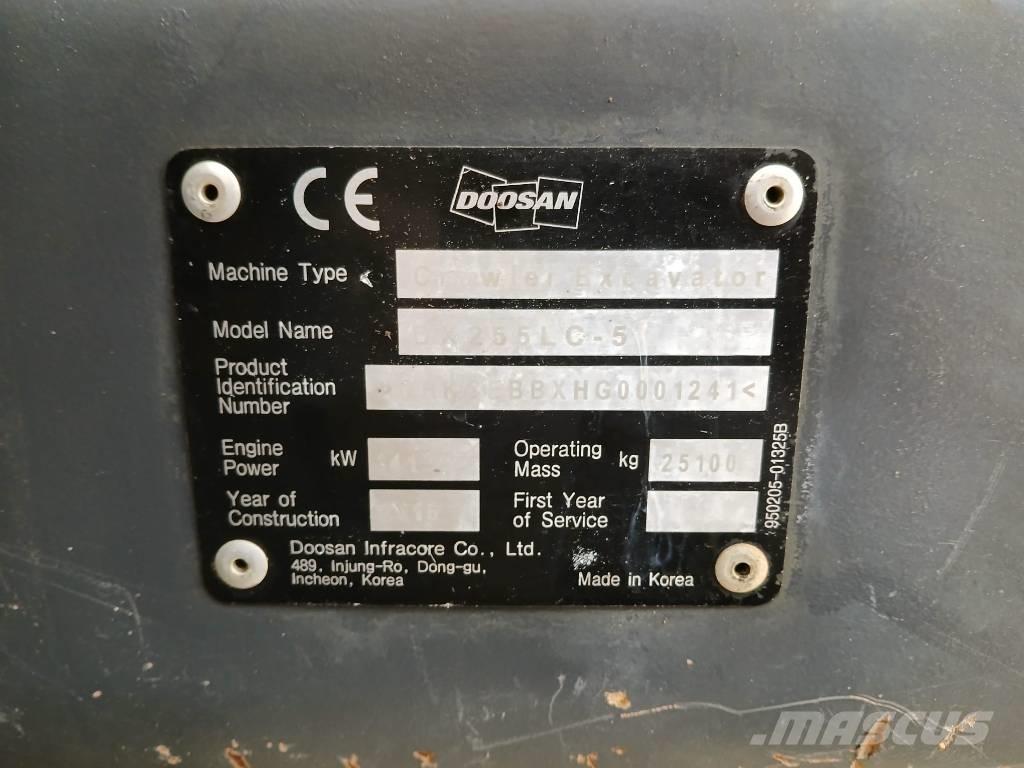 CE DOOSAN
Machine Type Crawler Excavator
Model Name DX255LC-5
Product
Identification BBXHG0001241<
Number
Engine Power kW
Operating Mass kg 25100
Year of Construction
First Year of Service
Doosan Infracore Co., Ltd.
489, Injung-Ro, Dong-gu,
Incheon, Korea
Made in Korea
950205-01325B
MASCUS